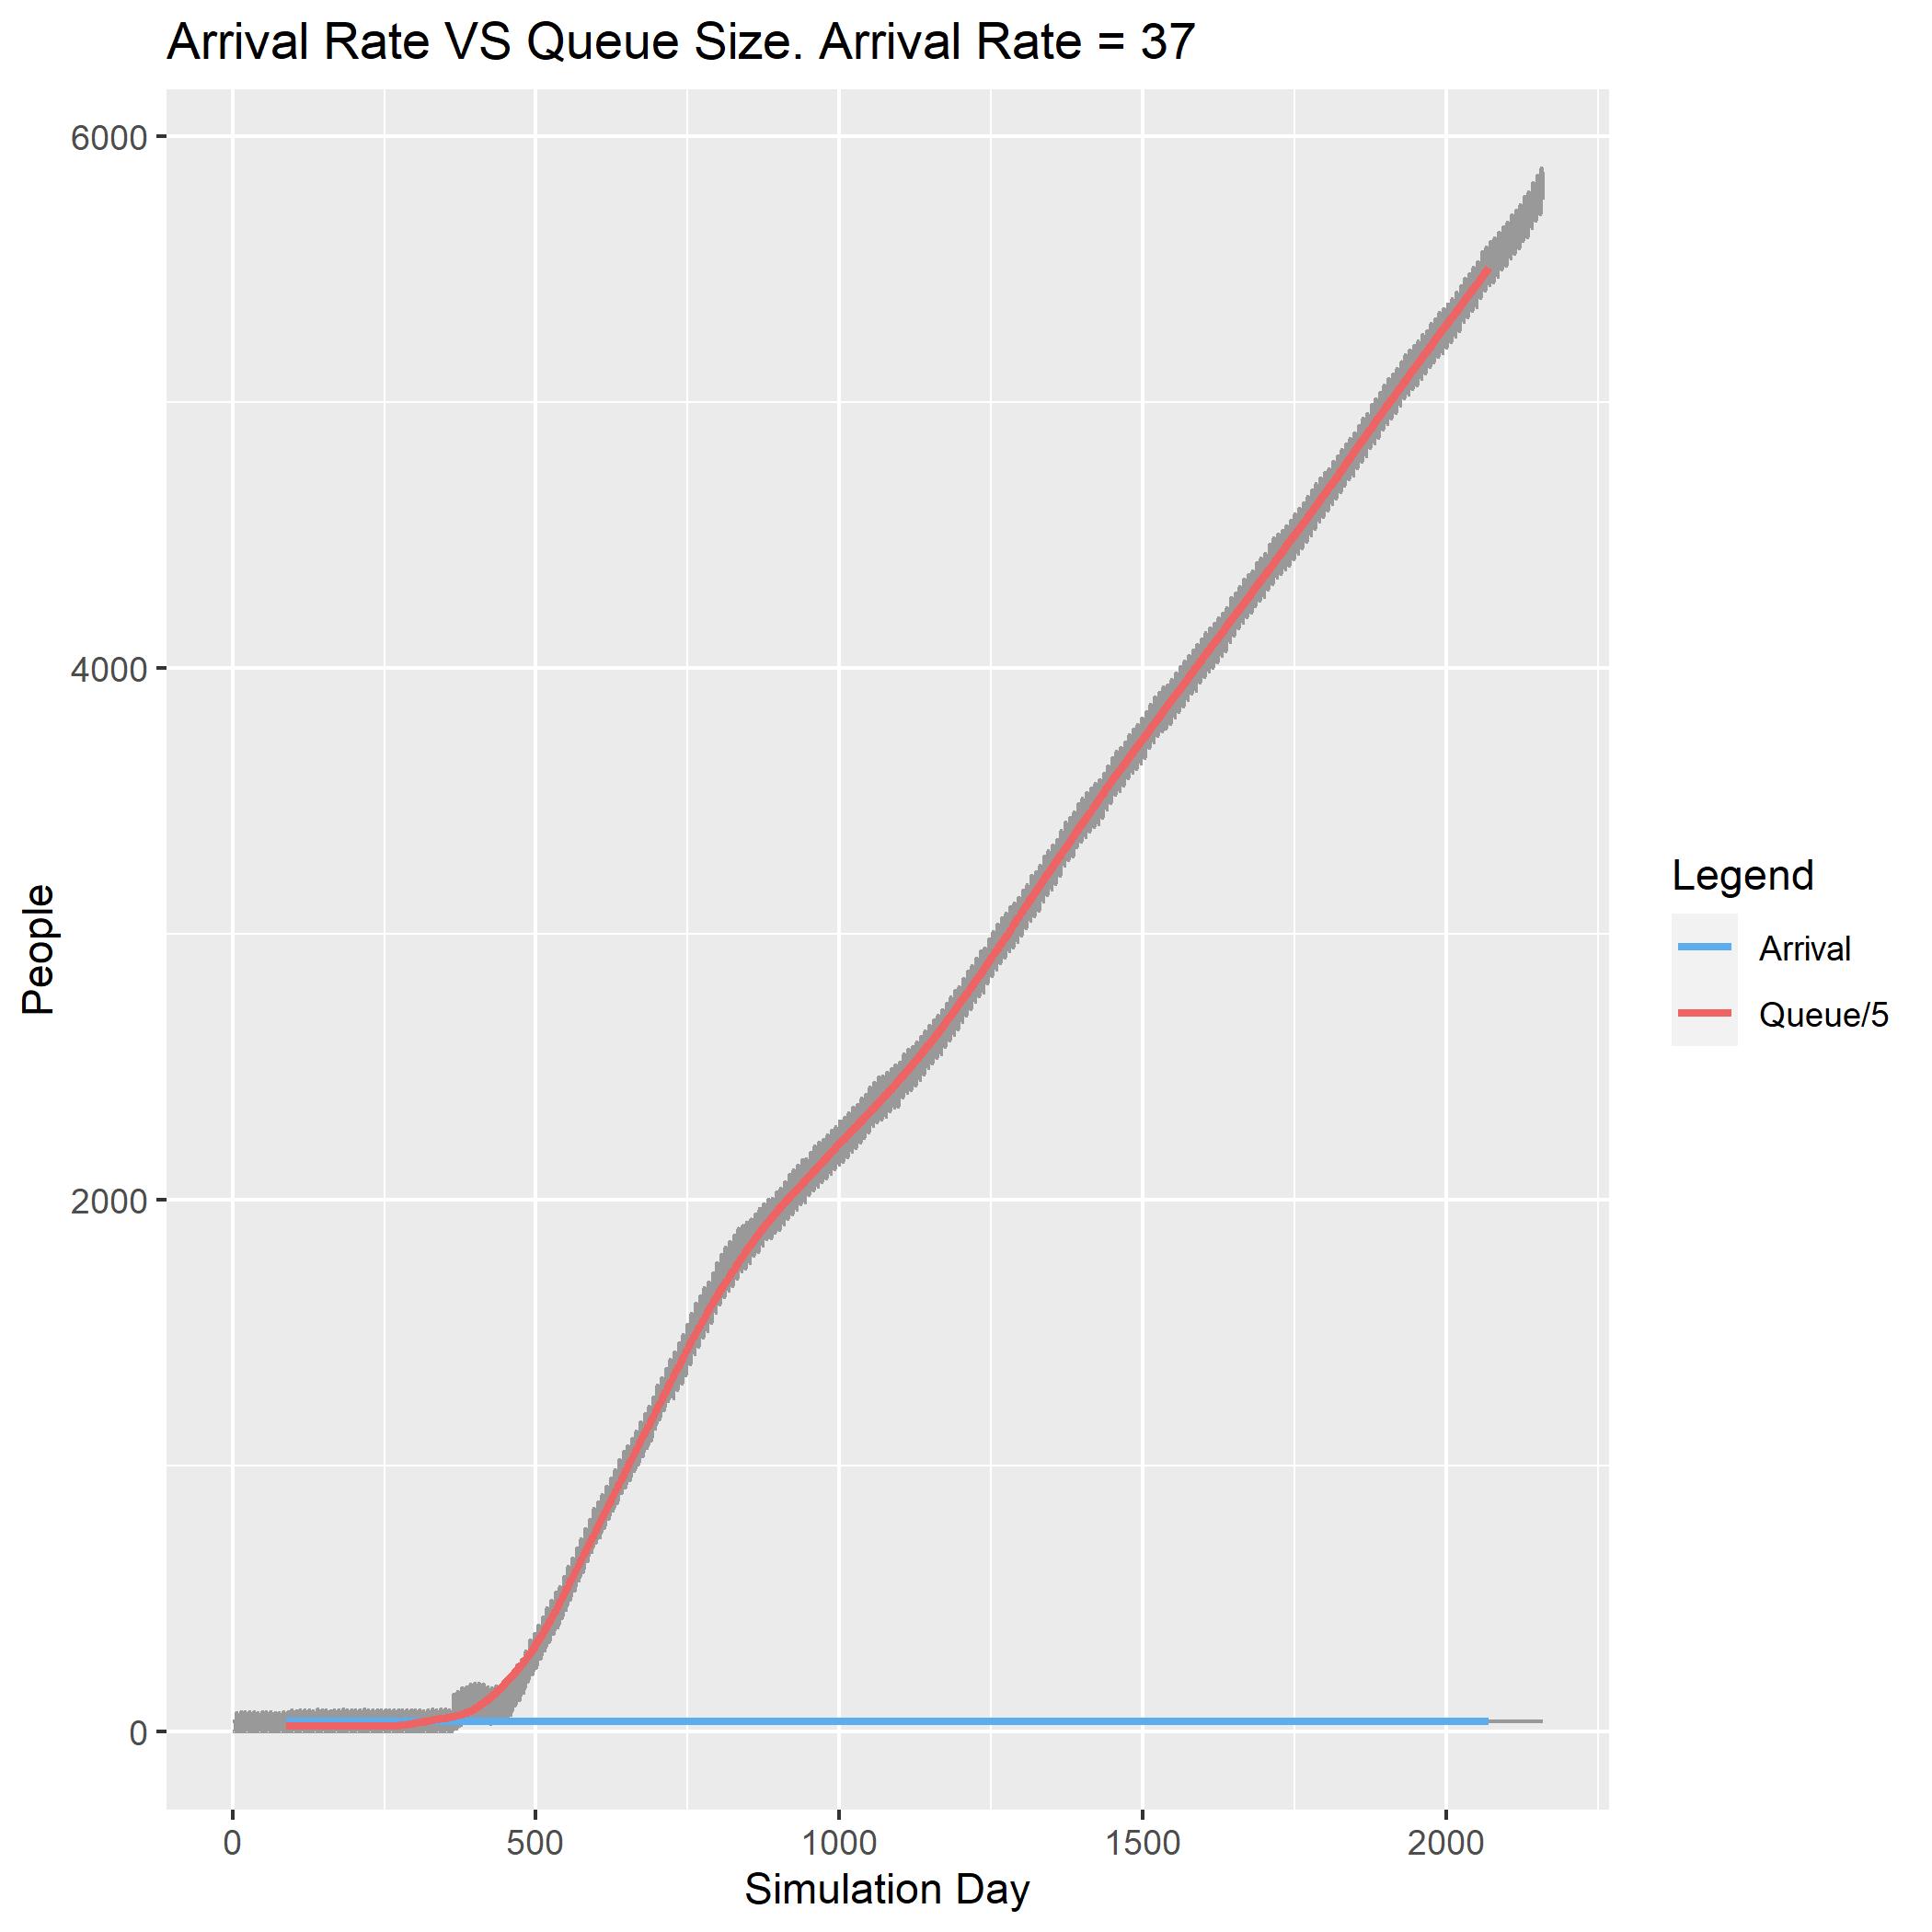 Arrival Rate VS Queue Size. Arrival Rate = 37
6000
4000
2000
0
People
0 500 1000 1500 2000
Simulation Day
Legend
Arrival
Queue/5